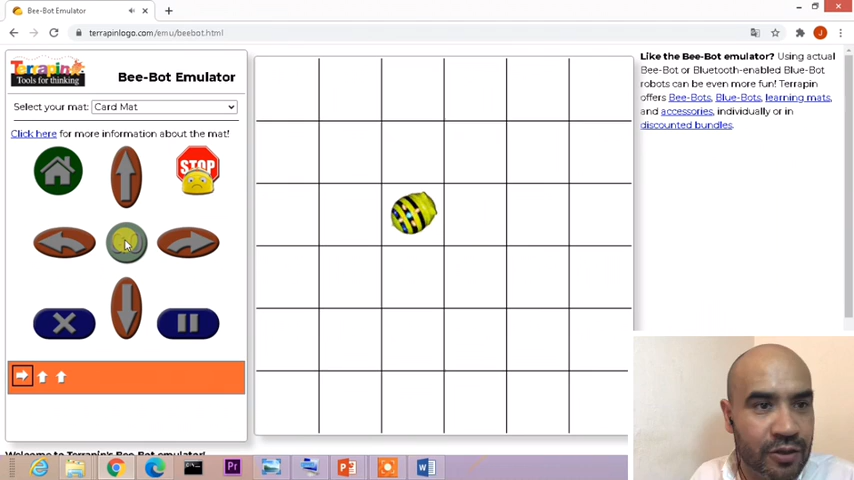 Bee-Bot Emulator
terrapinlogo.com/emu/beebot.html
J
Terrapin
Tools for thinking
Bee-Bot Emulator
Select your mat: Card Mat
Click here for more information about the mat!
STOP
Like the Bee-Bot emulator? Using actual
Bee-Bot or Bluetooth-enabled Blue-Bot
robots can be even more fun! Terrapin
offers Bee-Bots, Blue-Bots, learning mats,
and accessories, individually or in
discounted bundles.
Welcome to Terrapin's Bee-Bot emulator!
Pr
P
W